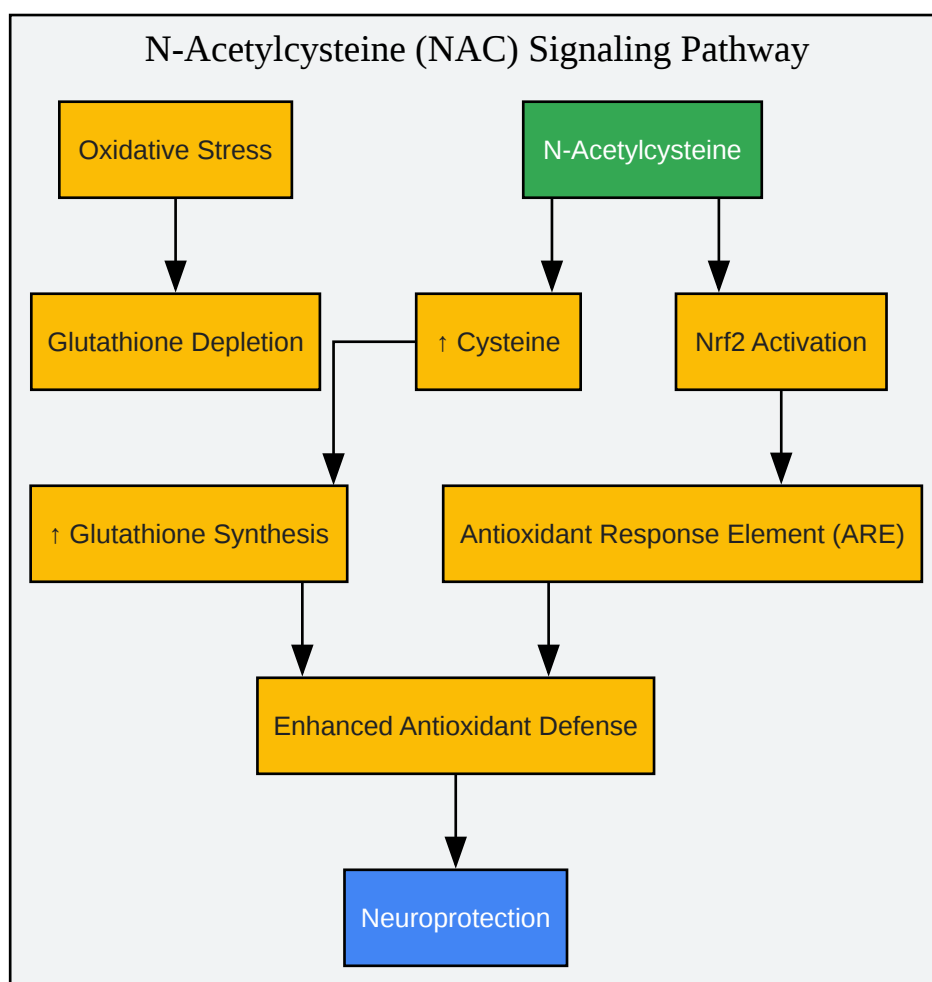 N-Acetylcysteine (NAC) Signaling Pathway
Oxidative Stress
N-Acetylcysteine
Glutathione Depletion
↑ Cysteine
Nrf2 Activation
↑ Glutathione Synthesis
Antioxidant Response Element (ARE)
Enhanced Antioxidant Defense
Neuroprotection